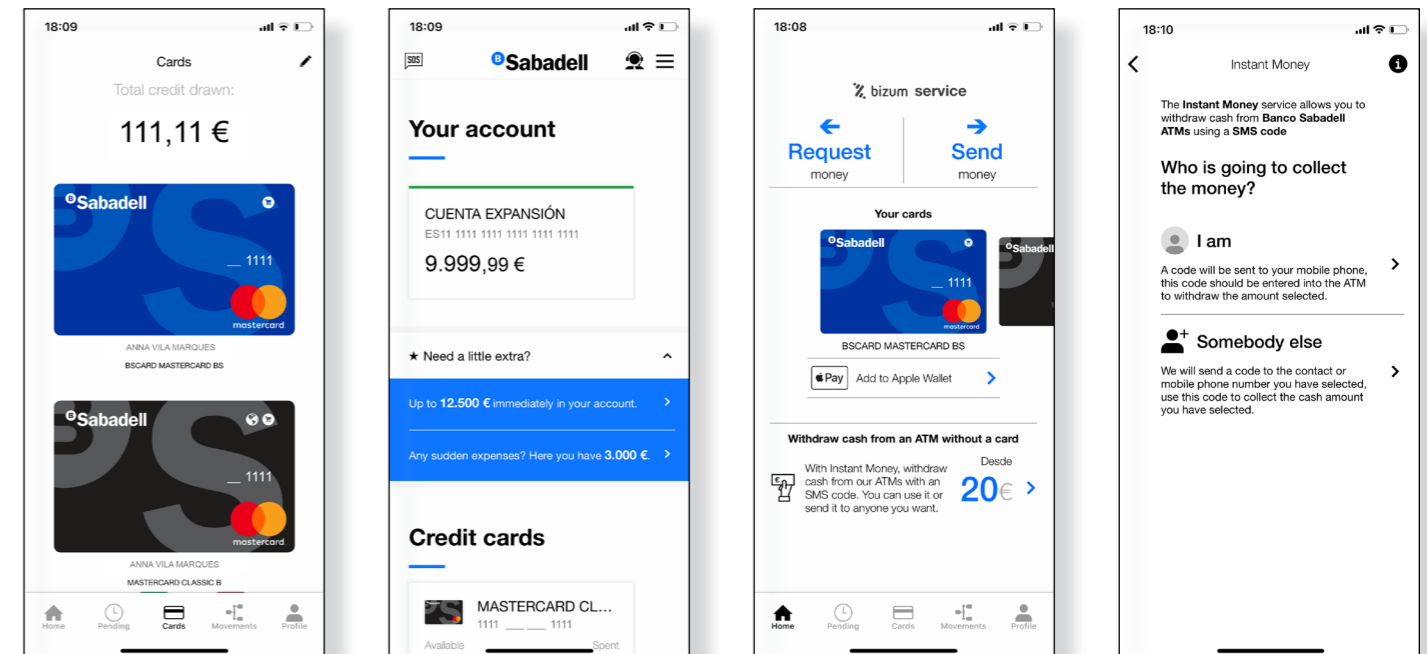 18:09
Cards
Total credit drawn:
111,11 €
BSabadell
__ 1111
mastercard.
ANNA VILA MARQUES
BSCARD MASTERCARD BS
BSabadell
__ 1111
mastercard.
ANNA VILA MARQUES
MASTERCARD CLASSIC B
Home
Pending
Cards
Movements
Profile
18:09
SOS
BSabadell
Your account
CUENTA EXPANSIÓN
ES11 1111 1111 1111 1111 1111
9.999,99 €
★ Need a little extra?
Up to 12.500 € immediately in your account.
Any sudden expenses? Here you have 3.000 €.
Credit cards
MASTERCARD CL...
1111 ___ ___ 1111
Available
Spent
18:08
bizum service
Request
money
Send
money
Your cards
BSabadell
__ 1111
mastercard
BSabadell
BSCARD MASTERCARD BS
Pay
Add to Apple Wallet
Withdraw cash from an ATM without a card
With Instant Money, withdraw
cash from our ATMs with an
SMS code. You can use it or
send it to anyone you want.
Desde
20€
Home
Pending
Cards
Movements
Profile
18:10
Instant Money
The Instant Money service allows you to
withdraw cash from Banco Sabadell
ATMs using a SMS code
Who is going to collect
the money?
I am
A code will be sent to your mobile phone,
this code should be entered into the ATM
to withdraw the amount selected.
Somebody else
We will send a code to the contact or
mobile phone number you have selected,
use this code to collect the cash amount
you have selected.